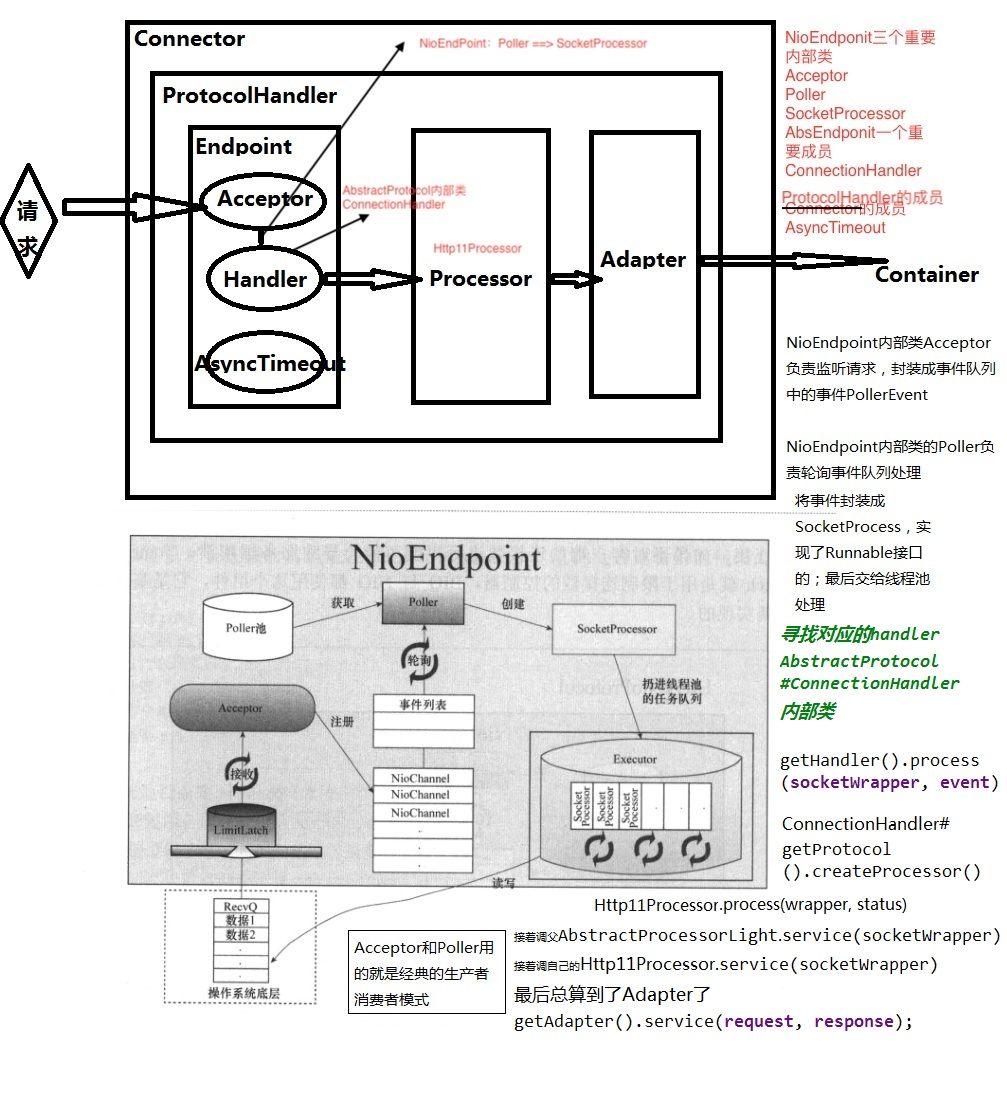 Connector
NioEndPoint：Poller ==> SocketProcessor
ProtocolHandler
Endpoint
Acceptor
AbstractProtocol内部类
ConnectionHandler
请
求
Handler
Http11Processor
Processor
Adapter
Container
AsyncTimeout
NioEndponit三个重要
内部类
Acceptor
Poller
SocketProcessor
AbsEndponit一个重
要成员
ConnectionHandler
ProtocolHandler的成员
Connector的成员
AsyncTimeout
NioEndpoint内部类Acceptor
负责监听请求，封装成事件队列
中的事件PollerEvent
NioEndpoint内部类的Poller负
责轮询事件队列处理
将事件封装成
SocketProcess，实
现了Runnable接口
的；最后交给线程池
处理
寻找对应的handler
AbstractProtocol
#ConnectionHandler
内部类
getHandler().process
(socketWrapper, event)
ConnectionHandler#
getProtocol
().createProcessor()
NioEndpoint
Poller池
获取
Poller
创建
SocketProcessor
轮询
扔进线程池
的任务队列
Acceptor
注册
事件列表
接收
NioChannel
NioChannel
NioChannel
LimitLatch
Executor
Socket
Pocessor
Socket
Pocessor
Socket
Pocessor
读写
RecvQ
数据1
数据2
操作系统底层
Acceptor和Poller用
的就是经典的生产者
消费者模式
Http11Processor.process(wrapper, status)
接着调父AbstractProcessorLight.service(socketWrapper)
接着调自己的Http11Processor.service(socketWrapper)
最后总算到了Adapter了
getAdapter().service(request, response);